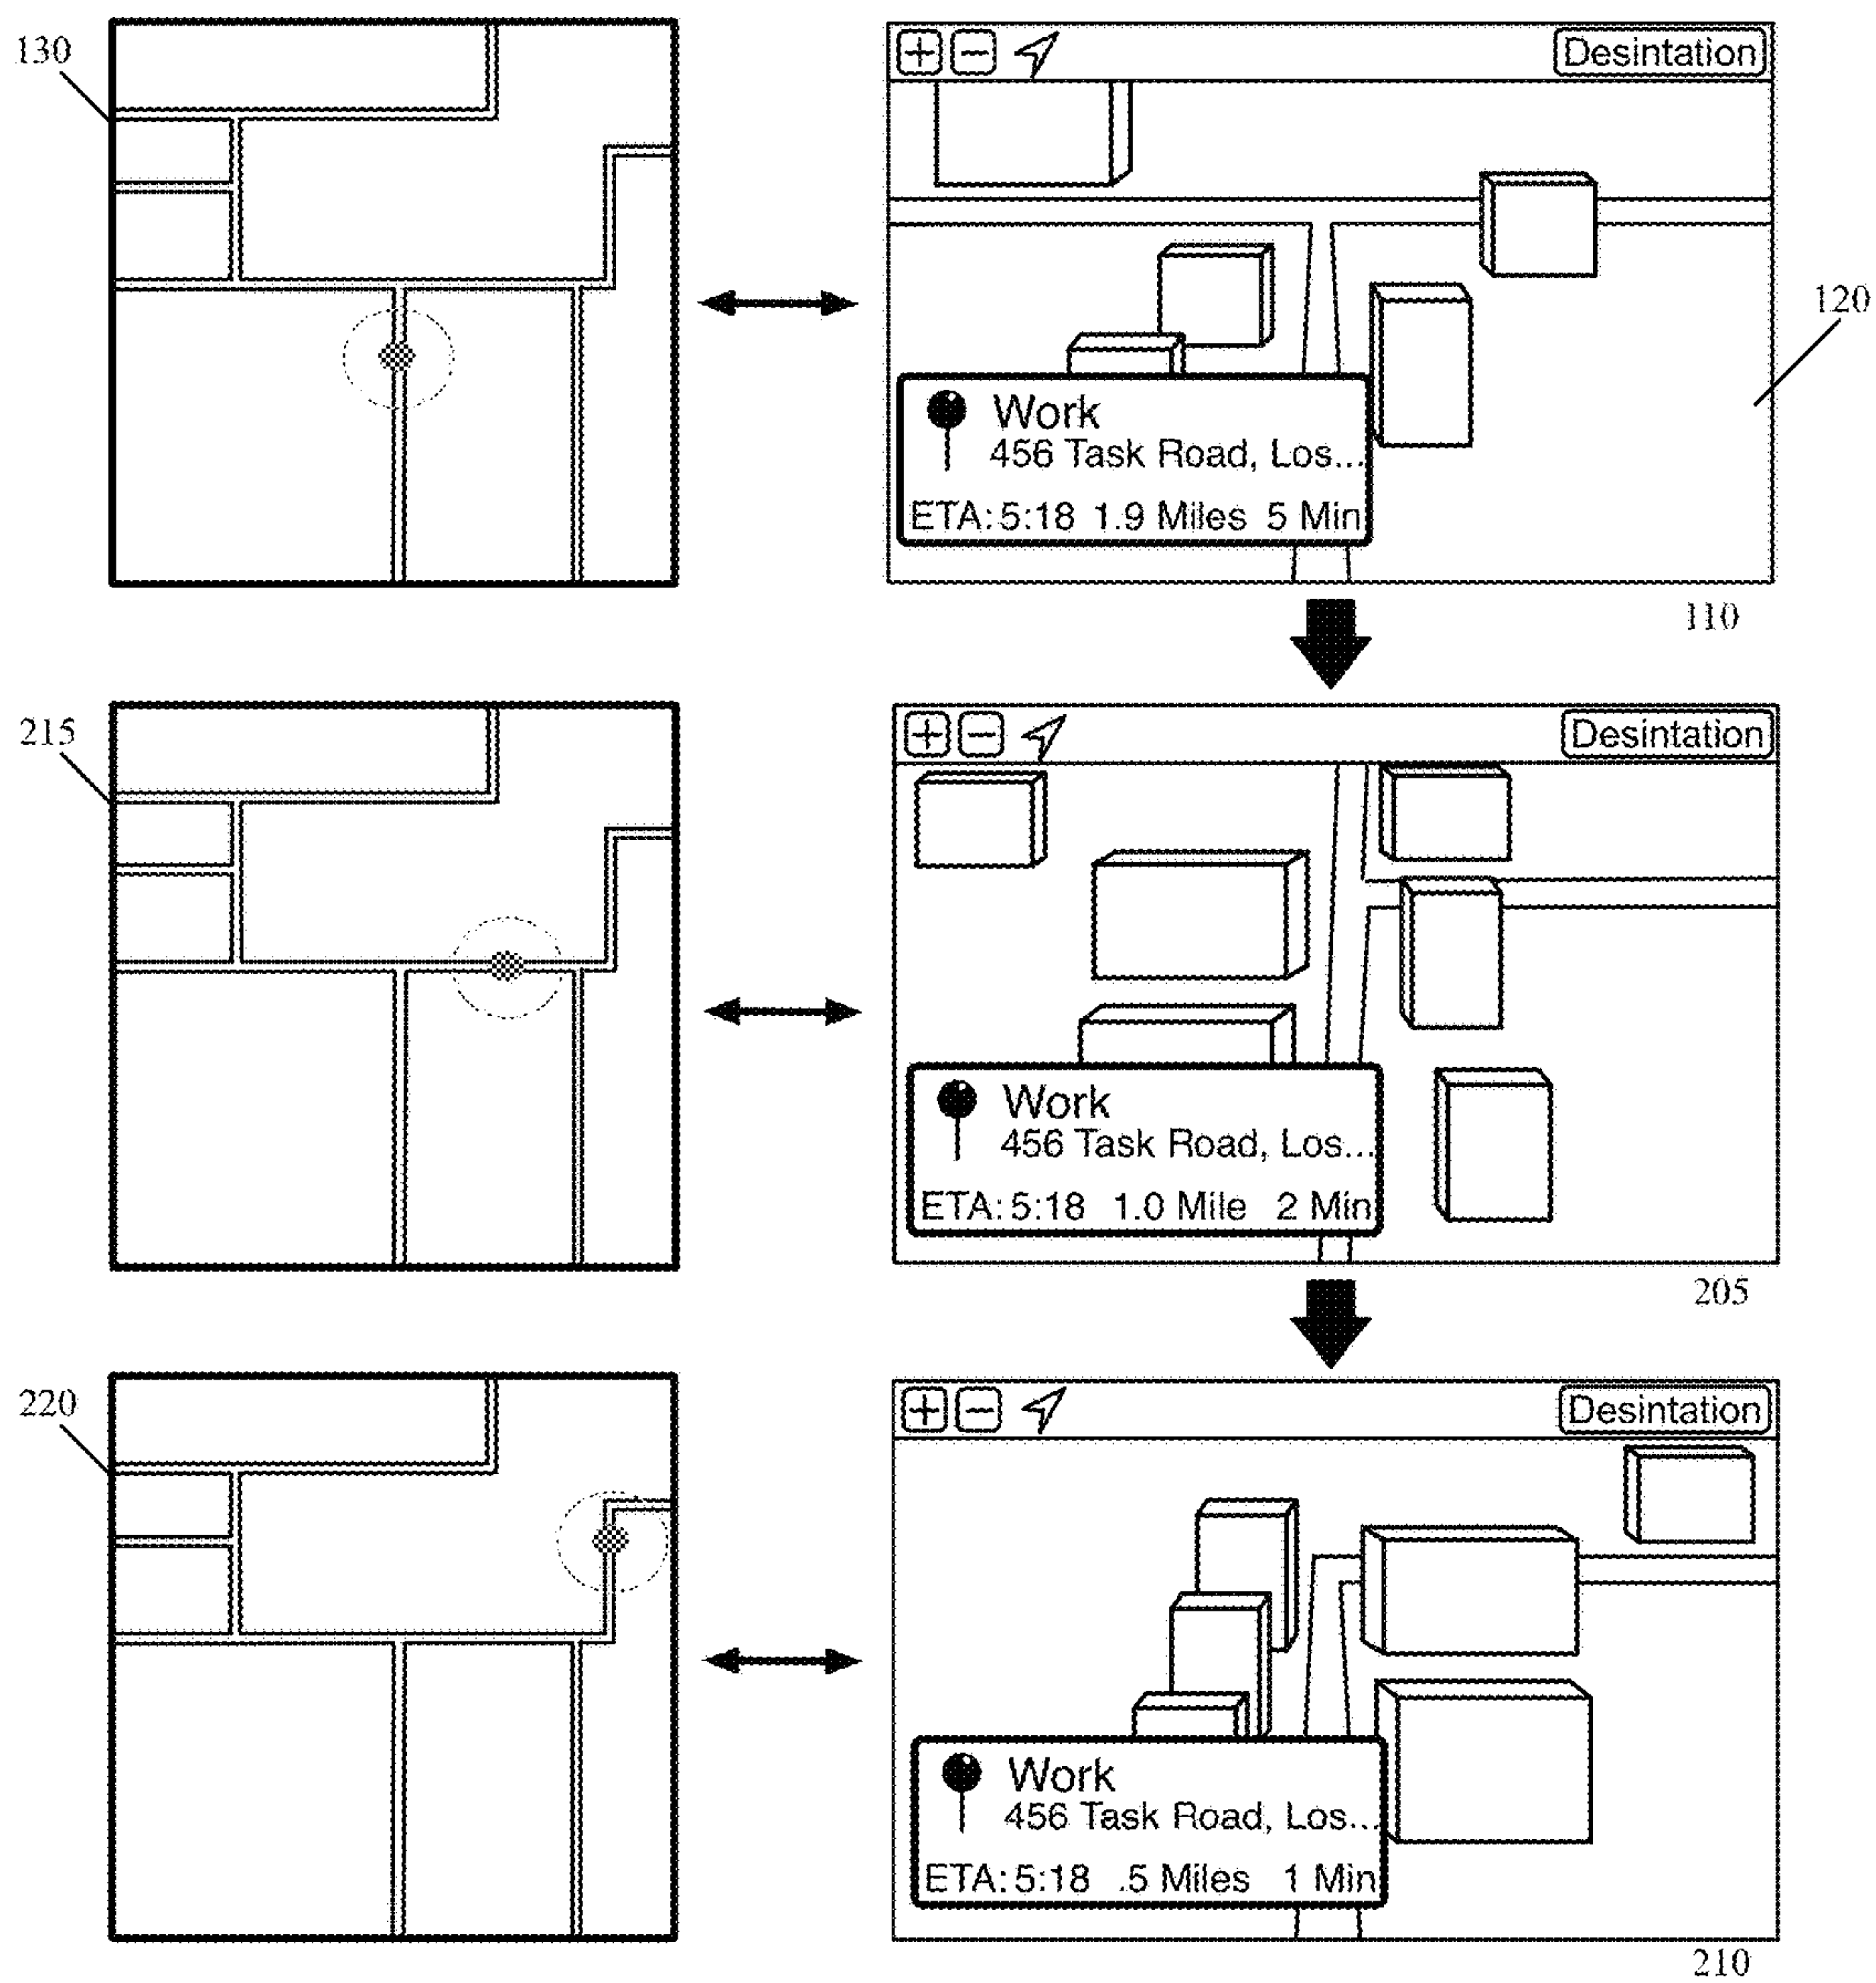 130
+ − Desintation
120
Work
456 Task Road, Los...
ETA: 5:18 1.9 Miles 5 Min
110
215
+ − Desintation
Work
456 Task Road, Los...
ETA: 5:18 1.0 Mile 2 Min
205
220
+ − Desintation
Work
456 Task Road, Los...
ETA: 5:18 .5 Miles 1 Min
210